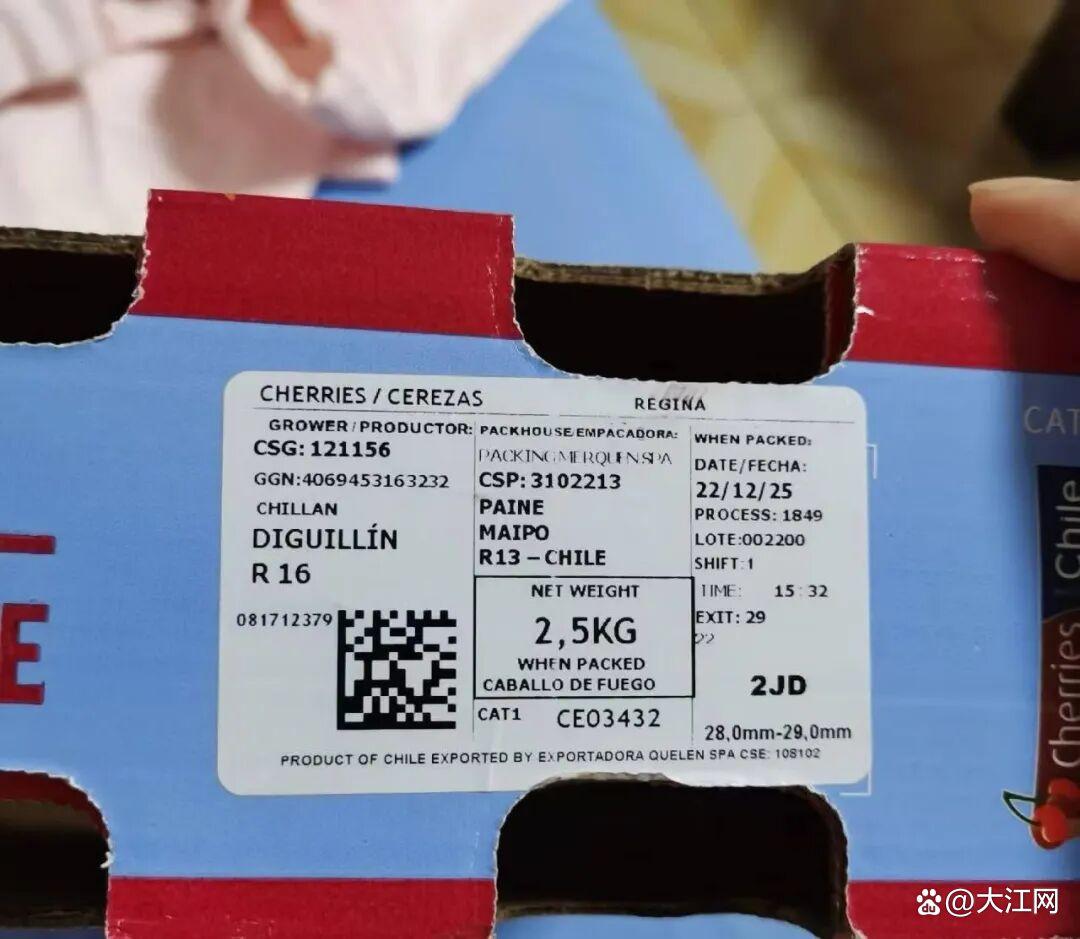 CHERRIES / CEREZAS
REGINA
GROWER/PRODUCTOR:
CSG: 121156
GGN:4069453163232
CHILLAN
DIGUILLÍN
R 16
081712379
PACKHOUSE/EMPACADORA:
PACKING MERQUEN SPA
CSP: 3102213
PAINE
MAIPO
R13 – CHILE
NET WEIGHT
2,5KG
WHEN PACKED
CABALLO DE FUEGO
CAT1 CE03432
WHEN PACKED:
DATE/FECHA:
22/12/25
PROCESS: 1849
LOTE:002200
SHIFT: 1
TIME: 15:32
EXIT: 29
22
2JD
28,0mm-29,0mm
PRODUCT OF CHILE EXPORTED BY EXPORTADORA QUELEN SPA CSE: 108102
E
CAT
Cherries Chile
du @大江网